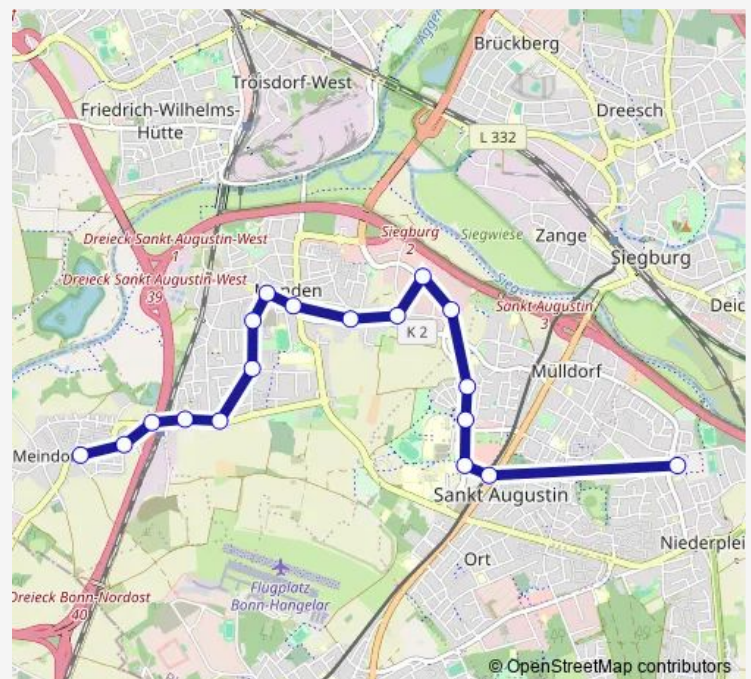 Brückberg
Agger
Troisdorf-West
Friedrich-Wilhelms-
Hütte
Dreesch
L 332
Dreieck Sankt-Augustin-West
1
Siegburg
2
Siegwiese
Zange
Siegburg
Dreieck Sankt Augustin-West
39
Sieg
Sankt Augustin
3
K 2
Mülldorf
Meindo
Sankt Augustin
Niederplei
Ort
Flugplatz
Bonn-Hangelar
Dreieck Bonn-Nordost
40
© OpenStreetMap contributors